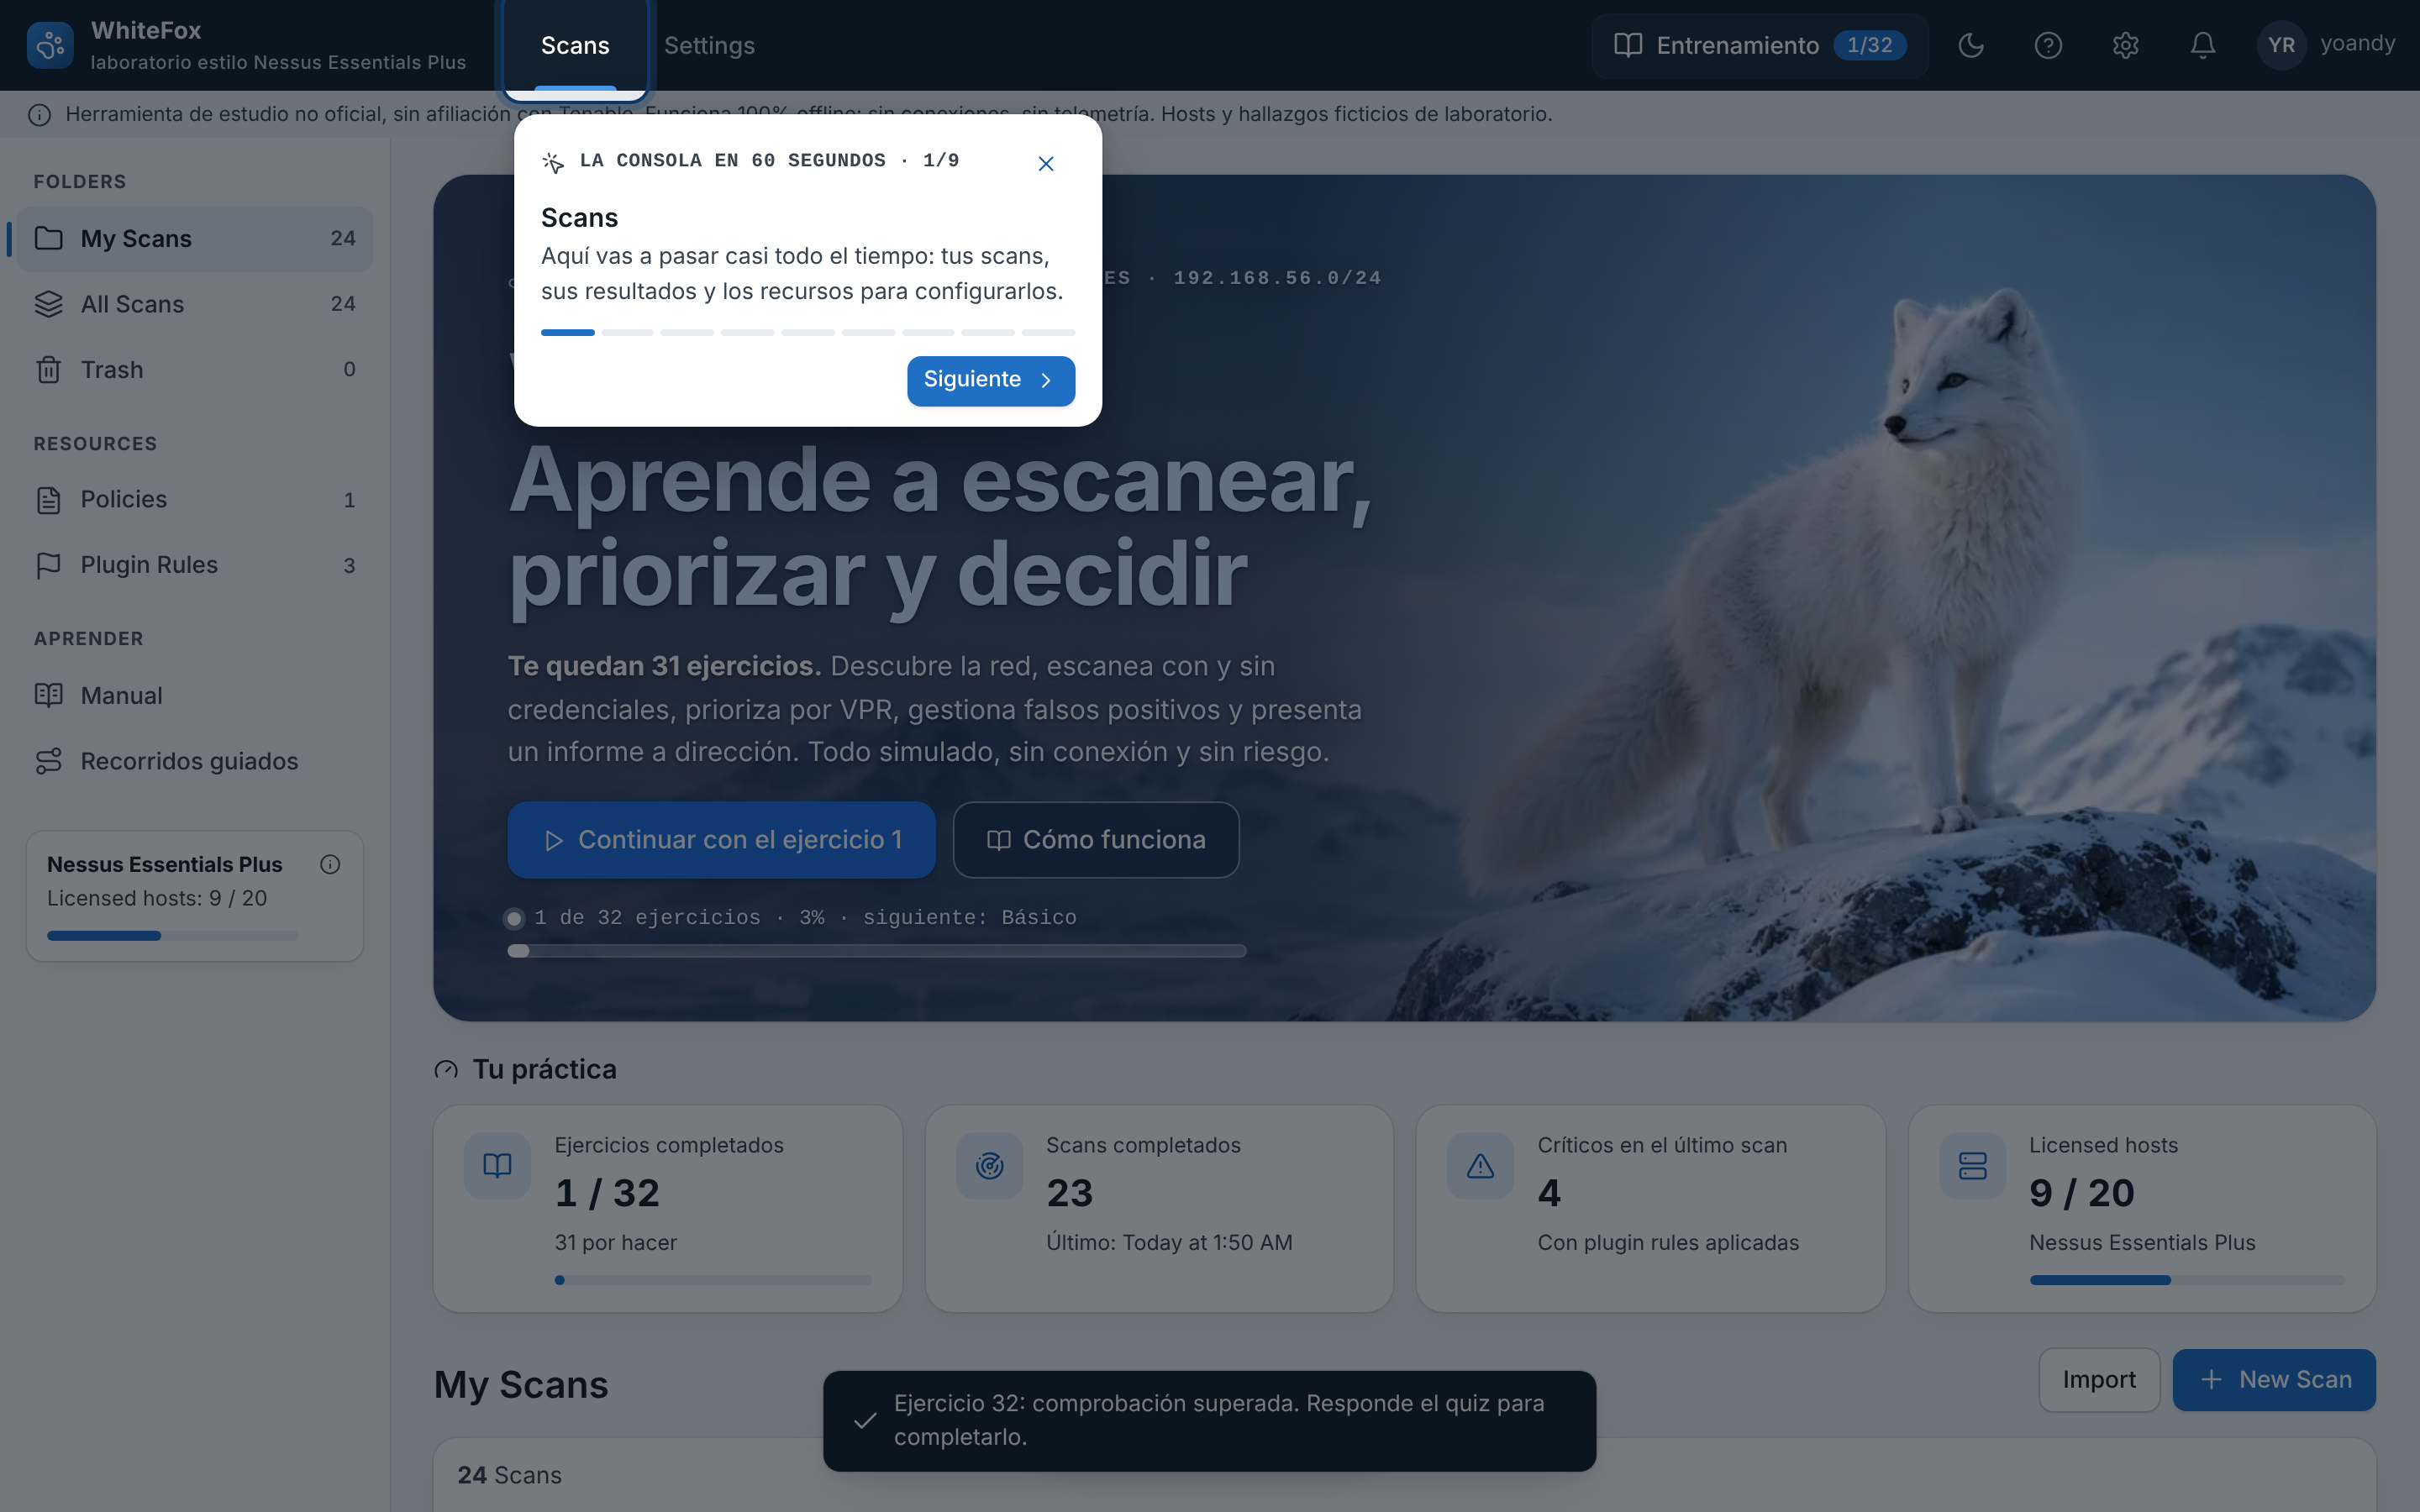 WhiteFox
laboratorio estilo Nessus Essentials Plus
Scans
Settings
Entrenamiento 1/32
YR yoandy
Herramienta de estudio no oficial, sin afiliación con Tenable. Funciona 100% offline: sin conexiones, sin telemetría. Hosts y hallazgos ficticios de laboratorio.
FOLDERS
My Scans 24
All Scans 24
Trash 0
RESOURCES
Policies 1
Plugin Rules 3
APRENDER
Manual
Recorridos guiados
Nessus Essentials Plus
Licensed hosts: 9 / 20
LA CONSOLA EN 60 SEGUNDOS · 1/9
Scans
Aquí vas a pasar casi todo el tiempo: tus scans,
sus resultados y los recursos para configurarlos.
Siguiente
ES · 192.168.56.0/24
Aprende a escanear,
priorizar y decidir
Te quedan 31 ejercicios. Descubre la red, escanea con y sin
credenciales, prioriza por VPR, gestiona falsos positivos y presenta
un informe a dirección. Todo simulado, sin conexión y sin riesgo.
Continuar con el ejercicio 1
Cómo funciona
1 de 32 ejercicios · 3% · siguiente: Básico
Tu práctica
Ejercicios completados
1 / 32
31 por hacer
Scans completados
23
Último: Today at 1:50 AM
Críticos en el último scan
4
Con plugin rules aplicadas
Licensed hosts
9 / 20
Nessus Essentials Plus
My Scans
Import
New Scan
Ejercicio 32: comprobación superada. Responde el quiz para
completarlo.
24 Scans